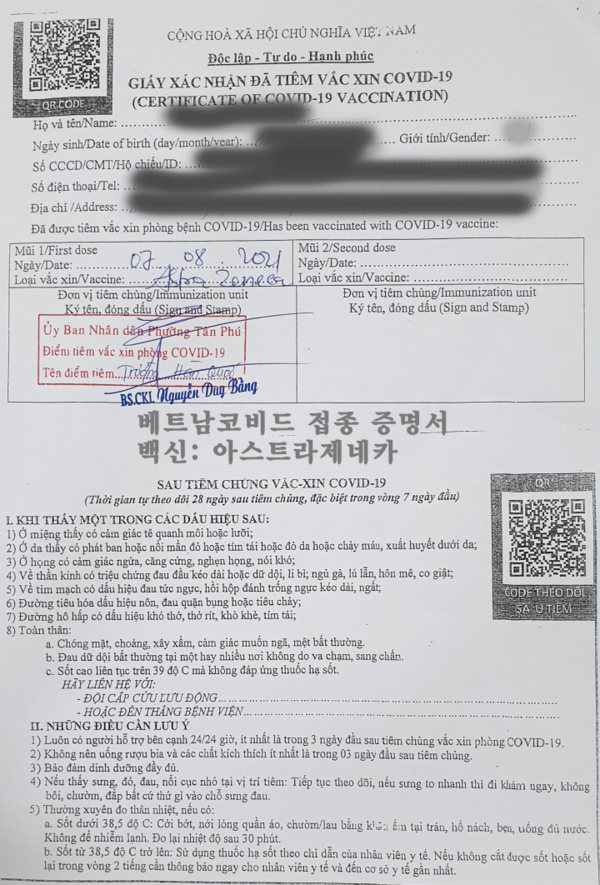 CỘNG HOÀ XÃ HỘI CHỦ NGHĨA VIỆT NAM
Độc lập - Tự do - Hạnh phúc
GIẤY XÁC NHẬN ĐÃ TIÊM VẮC XIN COVID-19
(CERTIFICATE OF COVID-19 VACCINATION)
QR CODE
Họ và tên/Name:
Ngày sinh/Date of birth (day/month/year): Giới tính/Gender:
Số CCCD/CMT/Hộ chiếu/ID:
Số điện thoại/Tel:
Địa chỉ /Address:
Đã được tiêm vắc xin phòng bệnh COVID-19/Has been vaccinated with COVID-19 vaccine:
Mũi 1/First dose
Ngày/Date: 07 . 08 . 2021
Loại vắc xin/Vaccine: Zeneca
Đơn vị tiêm chủng/Immunization unit
Ký tên, đóng dấu (Sign and Stamp)
Ủy Ban Nhân dân Phường Tân Phú
Điểm tiêm vắc xin phòng COVID-19
Tên điểm tiêm Trường Hàn Quốc
BS.CKI. Nguyễn Duy Bằng
Mũi 2/Second dose
Ngày/Date:
Loại vắc xin/Vaccine:
Đơn vị tiêm chủng/Immunization unit
Ký tên, đóng dấu (Sign and Stamp)
베트남코비드 접종 증명서
백신: 아스트라제네카
SAU TIÊM CHỦNG VẮC-XIN COVID-19
(Thời gian tự theo dõi 28 ngày sau tiêm chủng, đặc biệt trong vòng 7 ngày đầu)
QR
CODE THEO DÕI
SAU TIÊM
I. KHI THẤY MỘT TRONG CÁC DẤU HIỆU SAU:
1) Ở miệng thấy có cảm giác tê quanh môi hoặc lưỡi;
2) Ở da thấy có phát ban hoặc nổi mẩn đỏ hoặc tím tái hoặc đỏ da hoặc chảy máu, xuất huyết dưới da;
3) Ở họng có cảm giác ngứa, căng cứng, nghẹn họng, nói khó;
4) Về thần kinh có triệu chứng đau đầu kéo dài hoặc dữ dội, li bì; ngủ gà, lú lẫn, hôn mê, co giật;
5) Về tim mạch có dấu hiệu đau tức ngực, hồi hộp đánh trống ngực kéo dài, ngất;
6) Đường tiêu hóa dấu hiệu nôn, đau quặn bụng hoặc tiêu chảy;
7) Đường hô hấp có dấu hiệu khó thở, thở rít, khò khè, tím tái;
8) Toàn thân:
a. Chóng mặt, choáng, xây xẩm, cảm giác muốn ngã, mệt bất thường.
b. Đau dữ dội bất thường tại một hay nhiều nơi không do va chạm, sang chấn.
c. Sốt cao liên tục trên 39 độ C mà không đáp ứng thuốc hạ sốt.
HÃY LIÊN HỆ VỚI:
- ĐỘI CẤP CỨU LƯU ĐỘNG
- HOẶC ĐẾN THẲNG BỆNH VIỆN
II. NHỮNG ĐIỀU CẦN LƯU Ý
1) Luôn có người hỗ trợ bên cạnh 24/24 giờ, ít nhất là trong 3 ngày đầu sau tiêm chủng vắc xin phòng COVID-19.
2) Không nên uống rượu bia và các chất kích thích ít nhất là trong 03 ngày đầu sau tiêm chủng.
3) Bảo đảm dinh dưỡng đầy đủ.
4) Nếu thấy sưng, đỏ, đau, nổi cục nhỏ tại vị trí tiêm: Tiếp tục theo dõi, nếu sưng to nhanh thì đi khám ngay, không
bôi, chườm, đắp bất cứ thứ gì vào chỗ sưng đau.
5) Thường xuyên đo thân nhiệt, nếu có:
a. Sốt dưới 38,5 độ C: Cởi bớt, nới lỏng quần áo, chườm/lau bằng khăn ấm tại trán, hố nách, bẹn, uống đủ nước.
Không để nhiễm lạnh. Đo lại nhiệt độ sau 30 phút.
b. Sốt từ 38,5 độ C trở lên: Sử dụng thuốc hạ sốt theo chỉ dẫn của nhân viên y tế. Nếu không cắt được sốt hoặc sốt
lại trong vòng 2 tiếng cần thông báo ngay cho nhân viên y tế và đến cơ sở y tế gần nhất.